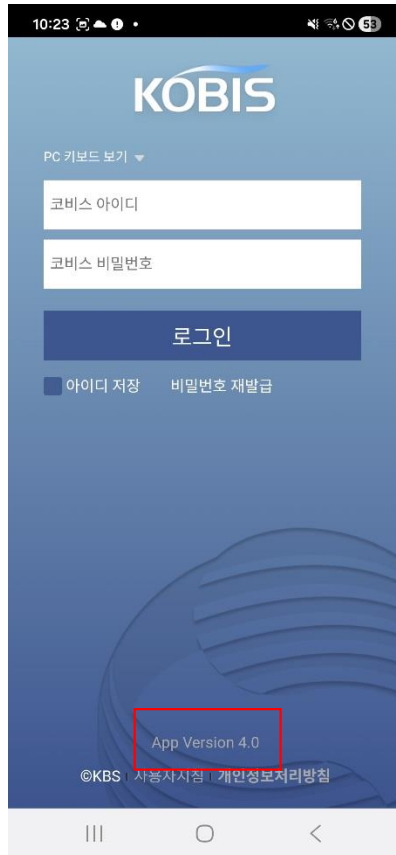 10:23
53
KOBIS
PC 키보드 보기
코비스 아이디
코비스 비밀번호
로그인
아이디 저장 비밀번호 재발급
App Version 4.0
©KBS | 사용자지침 | 개인정보처리방침